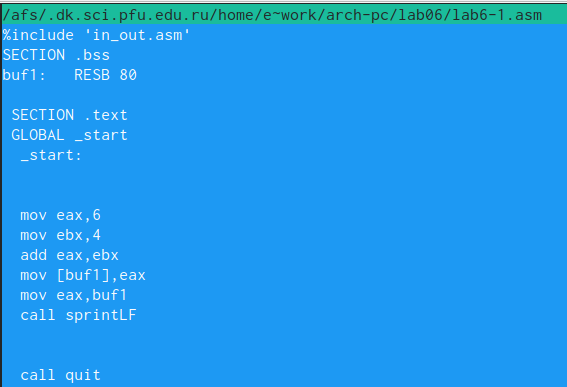 /afs/.dk.sci.pfu.edu.ru/home/e~work/arch-pc/lab06/lab6-1.asm
%include 'in_out.asm'
SECTION .bss
buf1:   RESB 80
SECTION .text
GLOBAL _start
_start:
mov eax,6
mov ebx,4
add eax,ebx
mov [buf1],eax
mov eax,buf1
call sprintLF
call quit